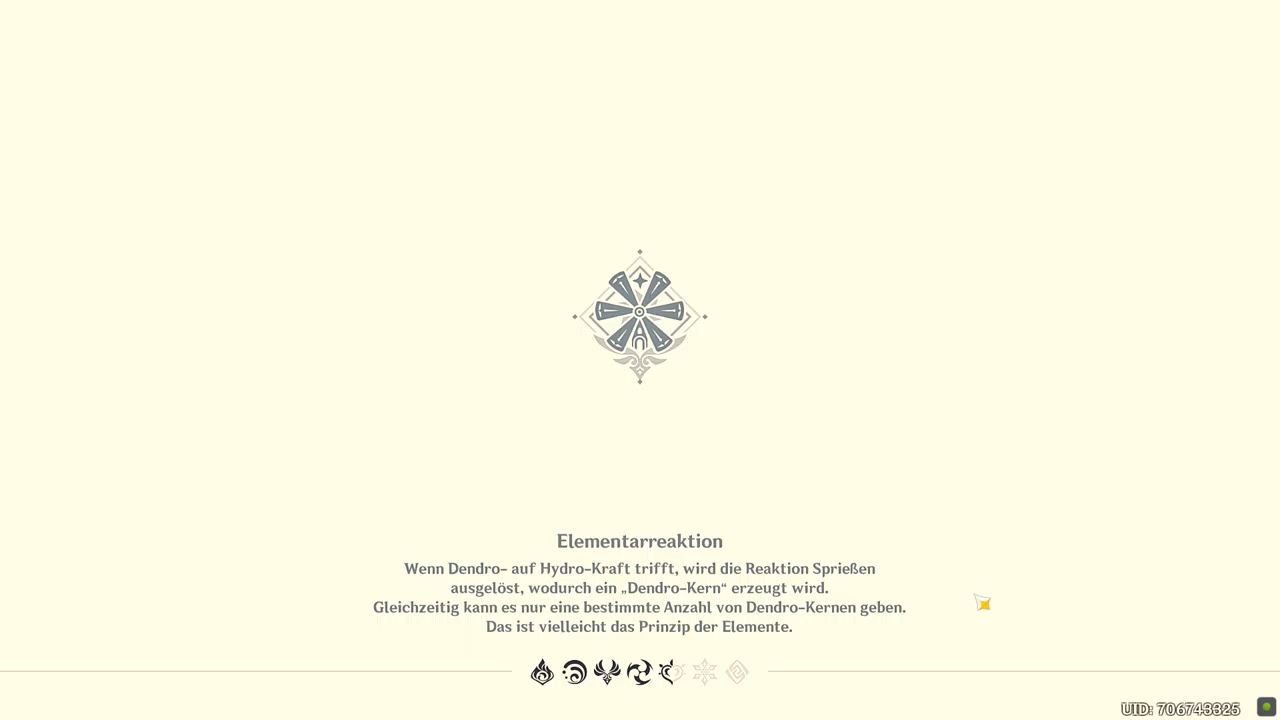 Elementarreaktion
Wenn Dendro- auf Hydro-Kraft trifft, wird die Reaktion Sprießen
ausgelöst, wodurch ein „Dendro-Kern“ erzeugt wird.
Gleichzeitig kann es nur eine bestimmte Anzahl von Dendro-Kernen geben.
Das ist vielleicht das Prinzip der Elemente.
UID: 706743325